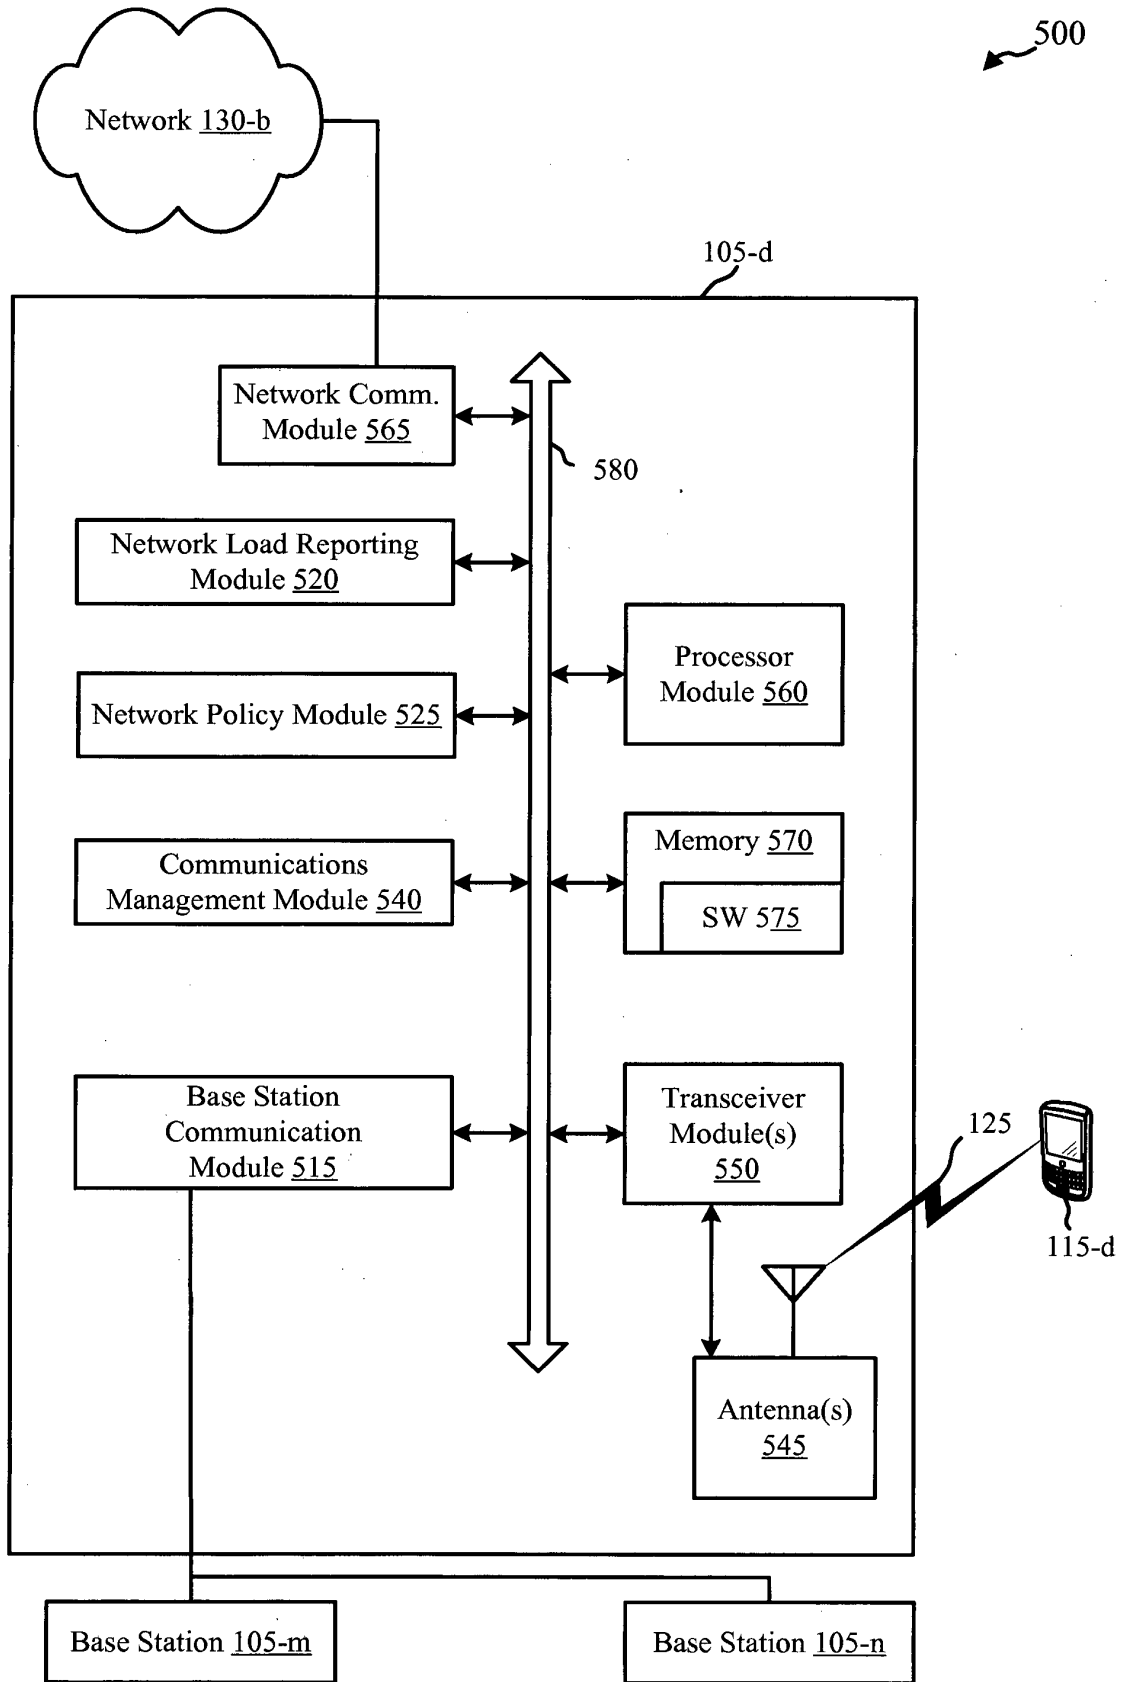 500
Network 130-b
105-d
Network Comm.
Module 565
580
Network Load Reporting
Module 520
Processor
Module 560
Network Policy Module 525
Memory 570
Communications
Management Module 540
SW 575
Base Station
Communication
Module 515
Transceiver
Module(s)
550
125
115-d
Antenna(s)
545
Base Station 105-m
Base Station 105-n